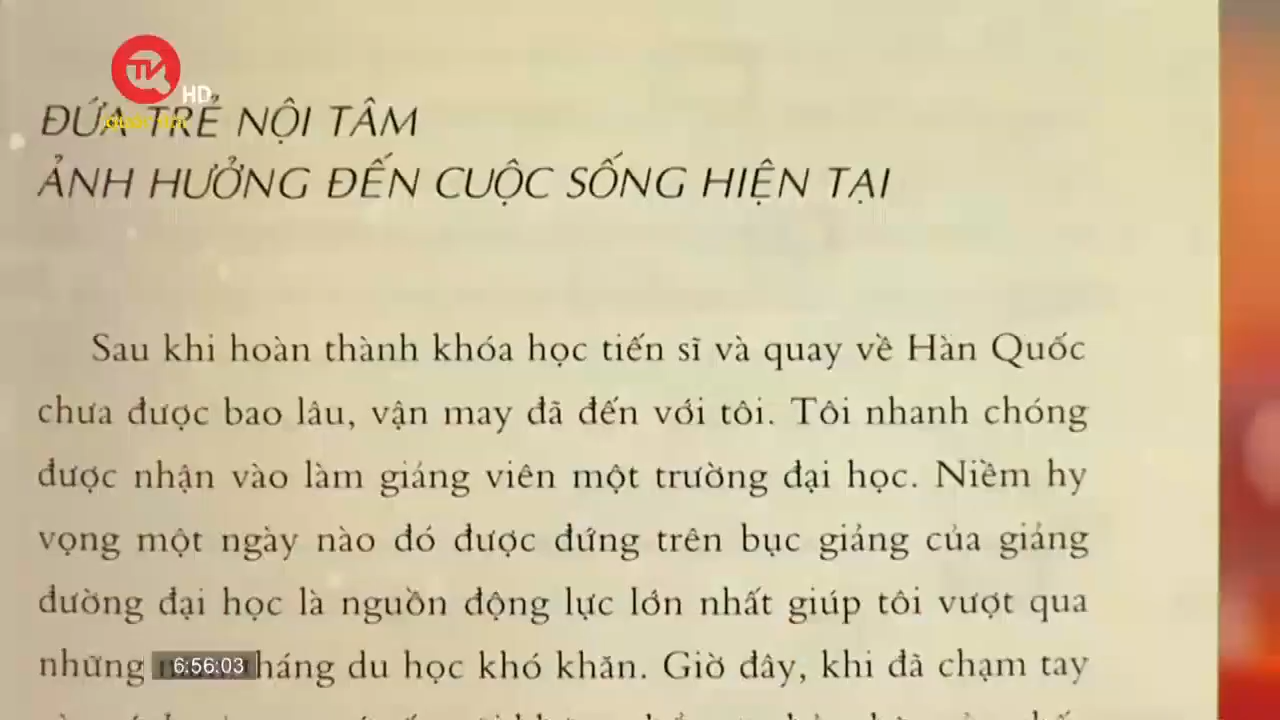 HD
ĐỨA TRẺ NỘI TÂM
ẢNH HƯỞNG ĐẾN CUỘC SỐNG HIỆN TẠI
Sau khi hoàn thành khóa học tiến sĩ và quay về Hàn Quốc
chưa được bao lâu, vận may đã đến với tôi. Tôi nhanh chóng
được nhận vào làm giảng viên một trường đại học. Niềm hy
vọng một ngày nào đó được đứng trên bục giảng của giảng
đường đại học là nguồn động lực lớn nhất giúp tôi vượt qua
những háng du học khó khăn. Giờ đây, khi đã chạm tay
6:56:03